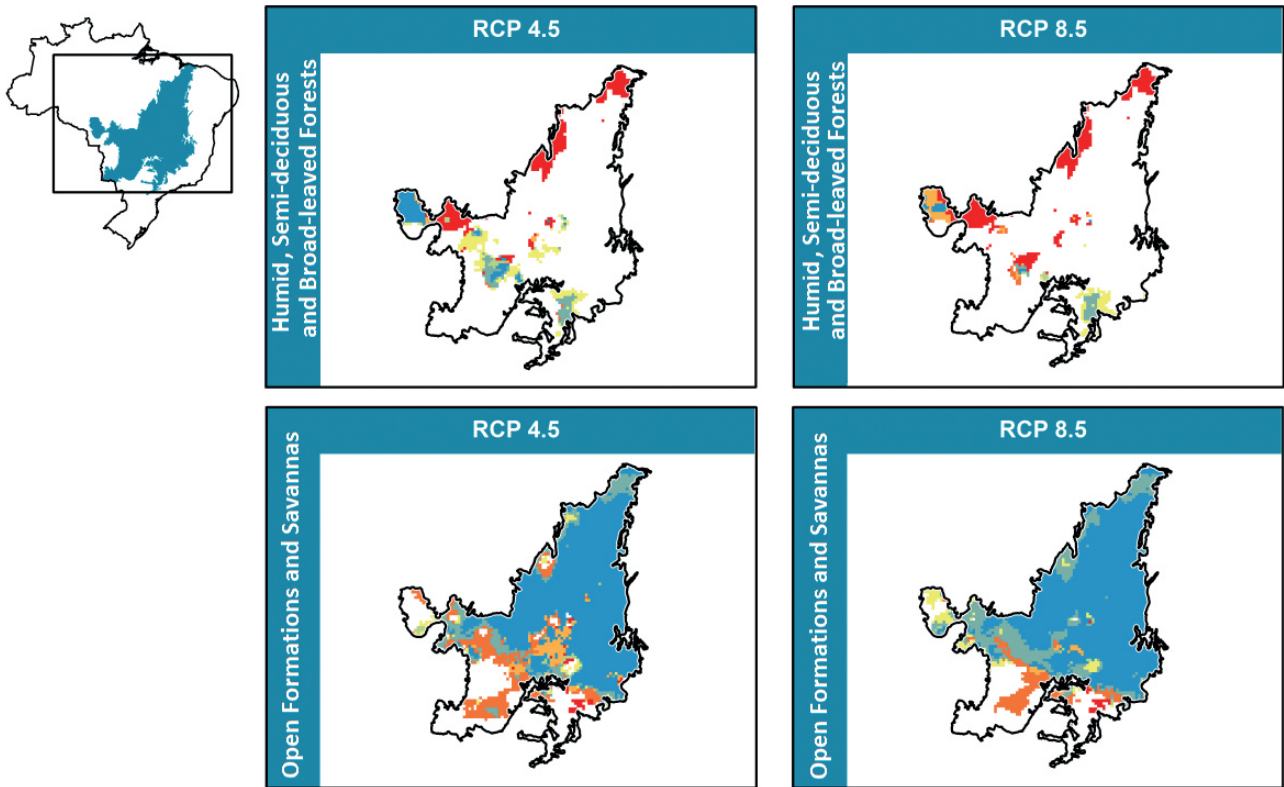 RCP 4.5
RCP 8.5
Humid, Semi-deciduous
and Broad-leaved Forests
Humid, Semi-deciduous
and Broad-leaved Forests
RCP 4.5
RCP 8.5
Open Formations and Savannas
Open Formations and Savannas